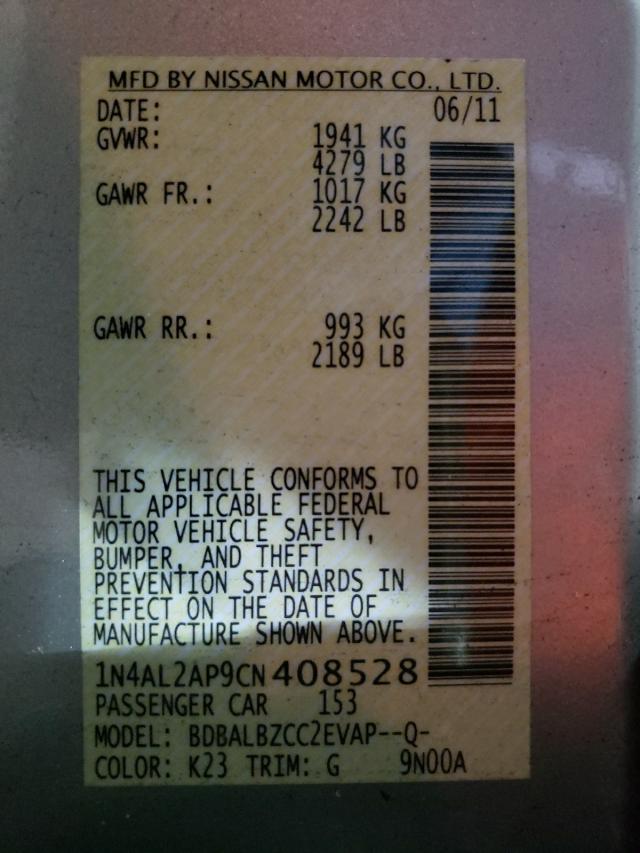 MFD BY NISSAN MOTOR CO., LTD.
DATE: 06/11
GVWR: 1941 KG
4279 LB
GAWR FR.: 1017 KG
2242 LB
GAWR RR.: 993 KG
2189 LB
THIS VEHICLE CONFORMS TO
ALL APPLICABLE FEDERAL
MOTOR VEHICLE SAFETY,
BUMPER, AND THEFT
PREVENTION STANDARDS IN
EFFECT ON THE DATE OF
MANUFACTURE SHOWN ABOVE.
1N4AL2AP9CN408528
PASSENGER CAR 153
MODEL: BDBALBZCC2EVAP--Q-
COLOR: K23 TRIM: G 9N00A